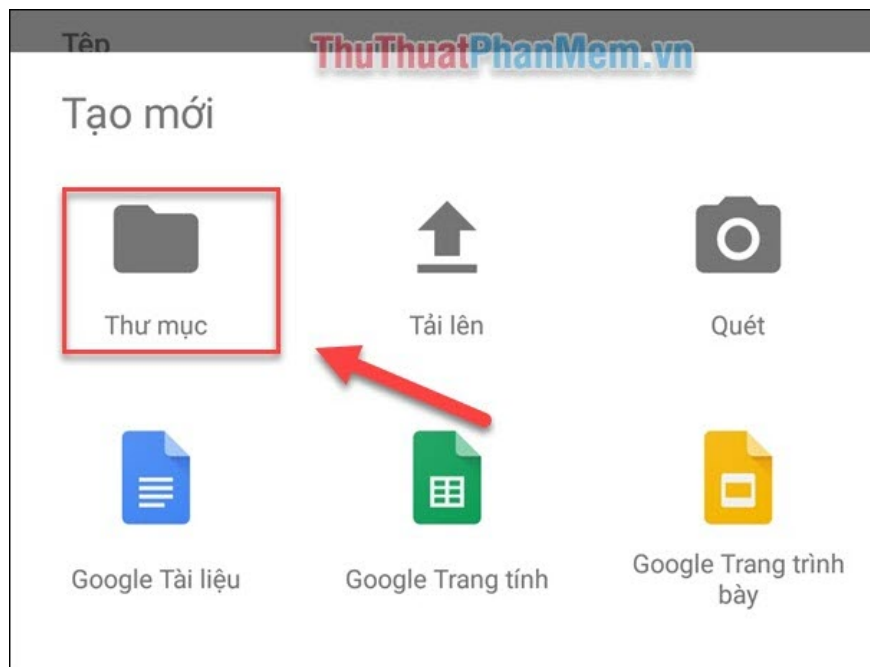 Tệp
ThuThuatPhanMem.vn
Tạo mới
Thư mục
Tải lên
Quét
Google Tài liệu
Google Trang tính
Google Trang trình
bày